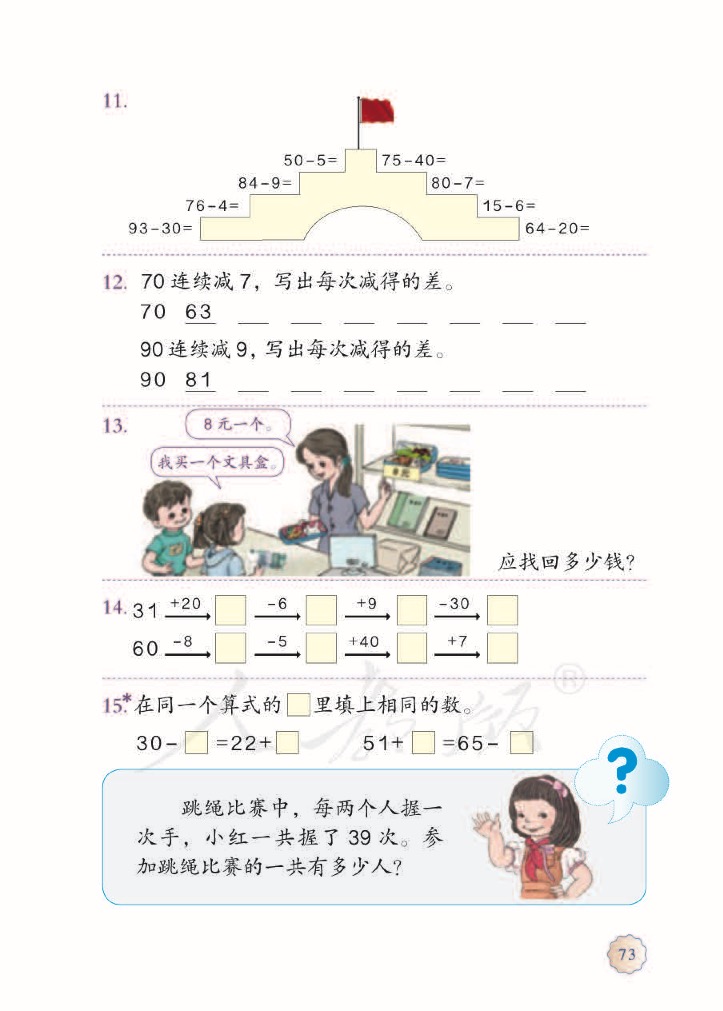 11.
50-5= 75-40=
84-9= 80-7=
76-4= 15-6=
93-30= 64-20=
12. 70连续减7，写出每次减得的差。
70 63
90连续减9，写出每次减得的差。
90 81
13. 8元一个。
我买一个文具盒。
8元
应找回多少钱？
14. 31 +20 -6 +9 -30
60 -8 -5 +40 +7
15.* 在同一个算式的□里填上相同的数。
30-□=22+□ 51+□=65-□
人教版®
?
跳绳比赛中，每两个人握一
次手，小红一共握了39次。参
加跳绳比赛的一共有多少人？
73